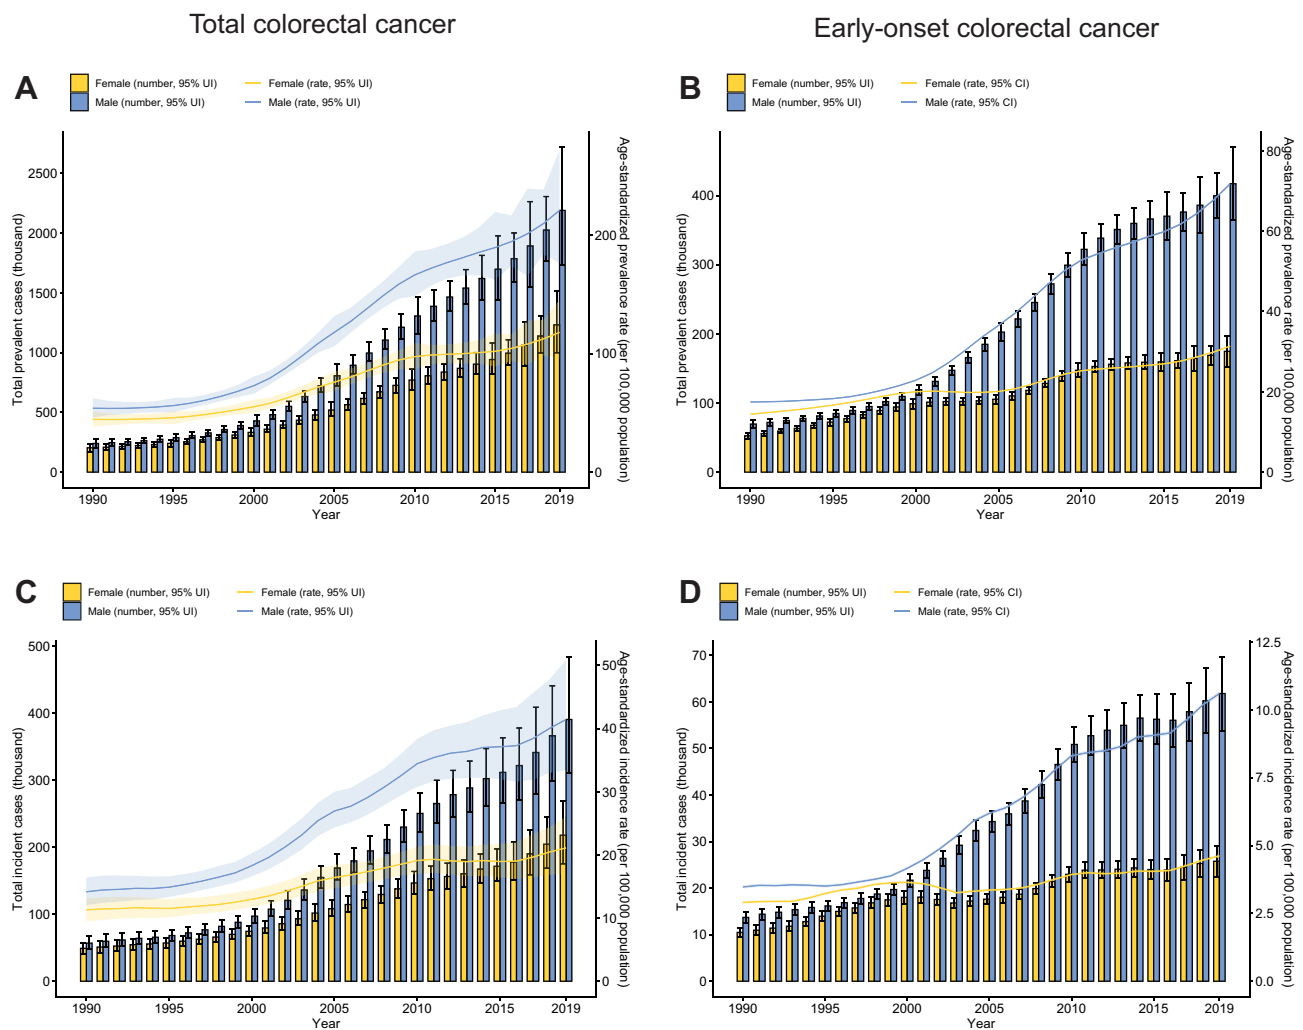 Total colorectal cancer
Early-onset colorectal cancer
A
Female (number, 95% UI)
Female (rate, 95% UI)
Male (number, 95% UI)
Male (rate, 95% UI)
Total prevalent cases (thousand)
2500
2000
1500
1000
500
0
200
100
0
Age-standardized prevalence rate (per 100,000 population)
1990
1995
2000
2005
2010
2015
2019
Year
B
Female (number, 95% UI)
Female (rate, 95% CI)
Male (number, 95% UI)
Male (rate, 95% CI)
Total prevalent cases (thousand)
400
300
200
100
0
80
60
40
20
0
Age-standardized prevalence rate (per 100,000 population)
1990
1995
2000
2005
2010
2015
2019
Year
C
Female (number, 95% UI)
Female (rate, 95% UI)
Male (number, 95% UI)
Male (rate, 95% UI)
Total incident cases (thousand)
500
400
300
200
100
0
50
40
30
20
10
0
Age-standardized incidence rate (per 100,000 population)
1990
1995
2000
2005
2010
2015
2019
Year
D
Female (number, 95% UI)
Female (rate, 95% CI)
Male (number, 95% UI)
Male (rate, 95% CI)
Total incident cases (thousand)
70
60
50
40
30
20
10
0
12.5
10.0
7.5
5.0
2.5
0.0
Age-standardized incidence rate (per 100,000 population)
1990
1995
2000
2005
2010
2015
2019
Year